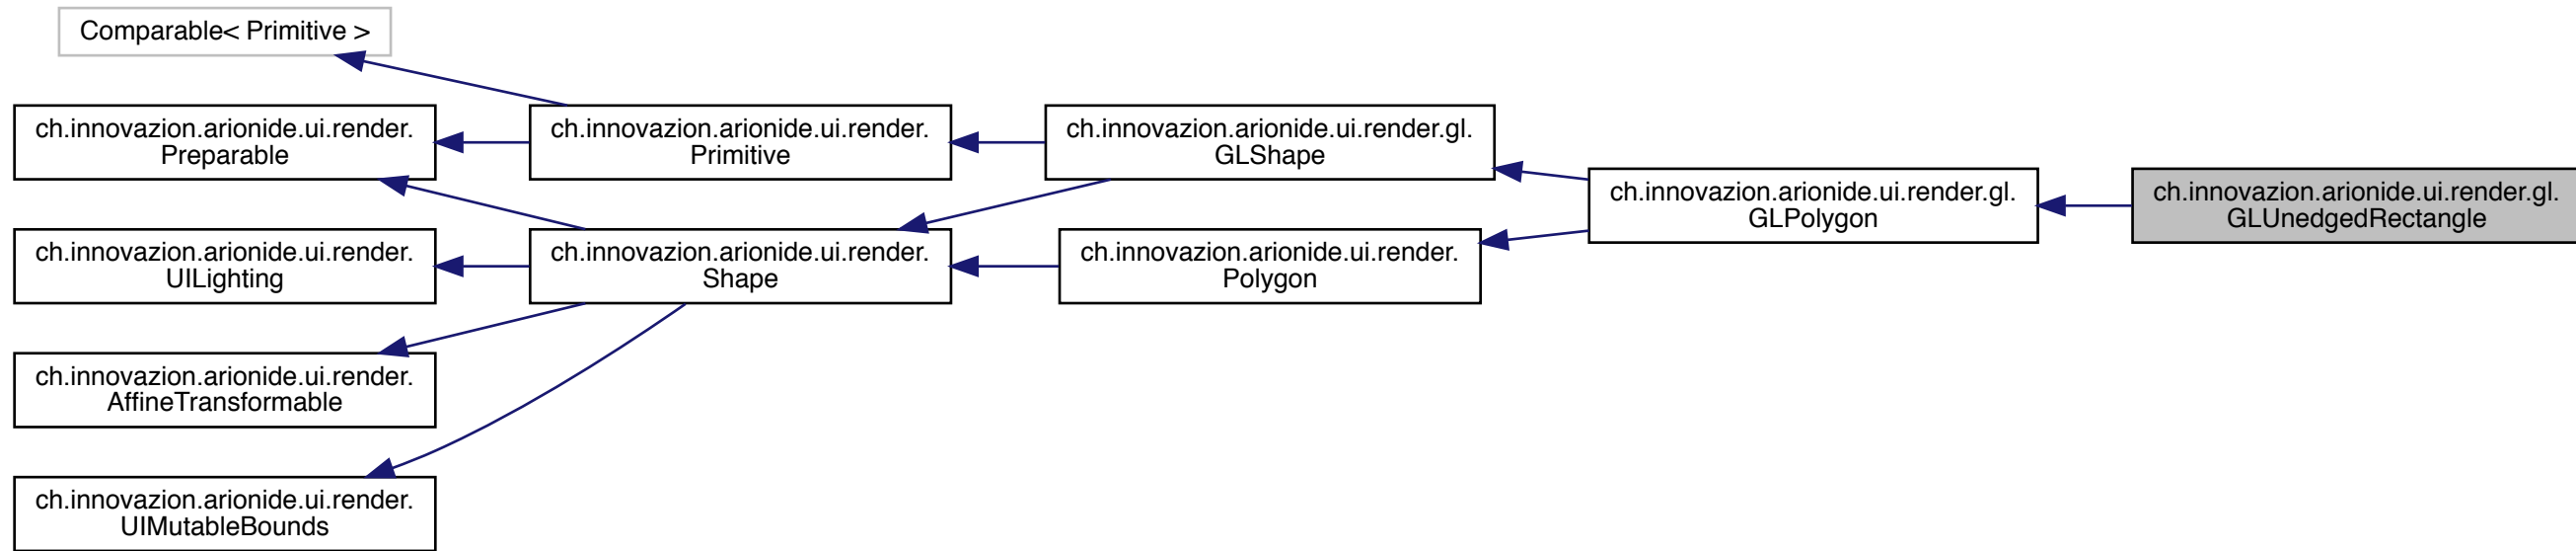 Comparable< Primitive >
ch.innovazion.arionide.ui.render.
Preparable
ch.innovazion.arionide.ui.render.
Primitive
ch.innovazion.arionide.ui.render.gl.
GLShape
ch.innovazion.arionide.ui.render.gl.
GLPolygon
ch.innovazion.arionide.ui.render.gl.
GLUnedgedRectangle
ch.innovazion.arionide.ui.render.
UILighting
ch.innovazion.arionide.ui.render.
Shape
ch.innovazion.arionide.ui.render.
Polygon
ch.innovazion.arionide.ui.render.
AffineTransformable
ch.innovazion.arionide.ui.render.
UIMutableBounds